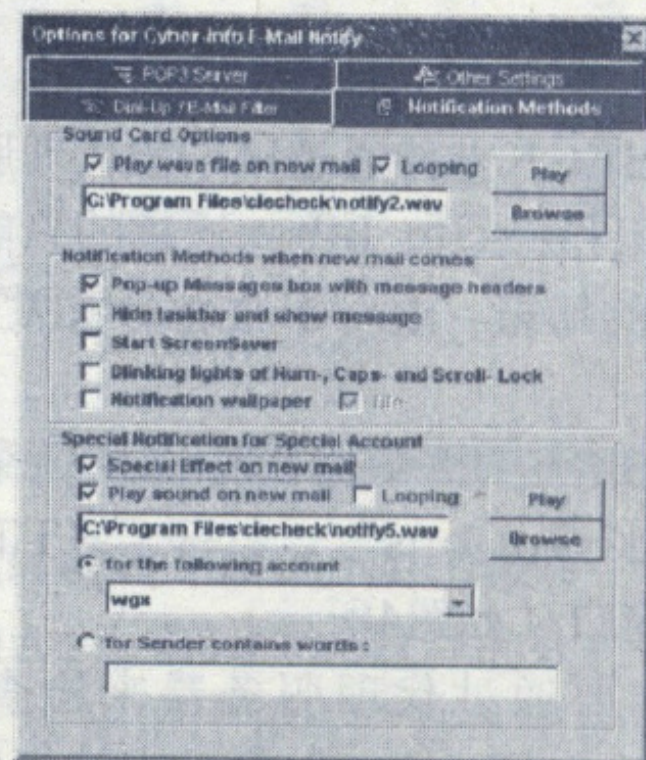 Options for Cyber-Info E-Mail Notify
POP3 Server
Other Settings
Dial-Up / E-Mail Filter
Notification Methods
Sound Card Options
Play wave file on new mail
Looping
Play
C:\Program Files\ciecheck\notify2.wav
Browse
Notification Methods when new mail comes
Pop-up Messages box with message headers
Hide taskbar and show message
Start ScreenSaver
Blinking lights of Num-, Caps- and Scroll- Lock
Notification wallpaper
Tile
Special Notification for Special Account
Special Effect on new mail
Play sound on new mail
Looping
Play
C:\Program Files\ciecheck\notify5.wav
Browse
for the following account
wgx
for Sender contains words :